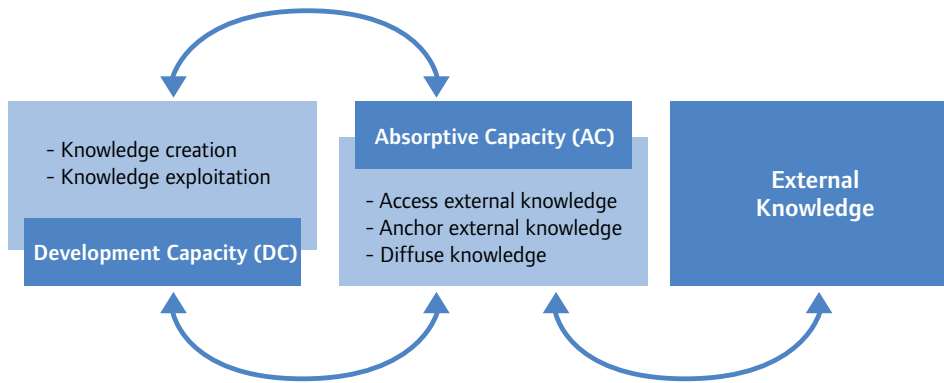 - Knowledge creation
- Knowledge exploitation
Development Capacity (DC)
Absorptive Capacity (AC)
- Access external knowledge
- Anchor external knowledge
- Diffuse knowledge
External
Knowledge